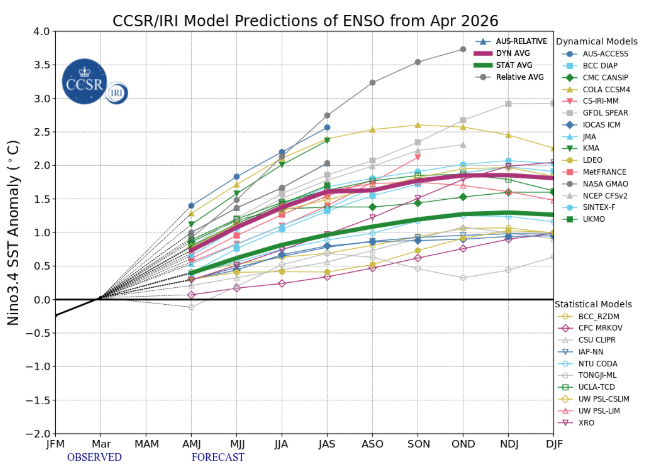 CCSR/IRI Model Predictions of ENSO from Apr 2026
Nino3.4 SST Anomaly (°C)
4.0
3.5
3.0
2.5
2.0
1.5
1.0
0.5
0.0
−0.5
−1.0
−1.5
−2.0
CCSR
IRI
AUS-RELATIVE
DYN AVG
STAT AVG
Relative AVG
Dynamical Models
AUS-ACCESS
BCC DIAP
CMC CANSIP
COLA CCSM4
CS-IRI-MM
GFDL SPEAR
IOCAS ICM
JMA
KMA
LDEO
MetFRANCE
NASA GMAO
NCEP CFSv2
SINTEX-F
UKMO
Statistical Models
BCC_RZDM
CPC MRKOV
CSU CLIPR
IAP-NN
NTU CODA
TONGJI-ML
UCLA-TCD
UW PSL-CSLIM
UW PSL-LIM
XRO
JFM Mar MAM AMJ MJJ JJA JAS ASO SON OND NDJ DJF
OBSERVED FORECAST